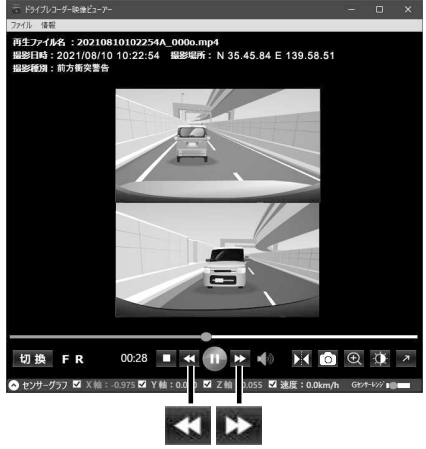 ドライブレコーダー映像ビューアー
ファイル 情報
再生ファイル名：20210810102254A_000o.mp4
撮影日時：2021/08/10 10:22:54 撮影場所： N 35.45.84 E 139.58.51
撮影種別：前方衝突警告
切換 F R 00:28
センサーグラフ X 軸：-0.975 Y 軸：0.0 Z 軸 0.055 速度：0.0km/h Gセンサーレンジ